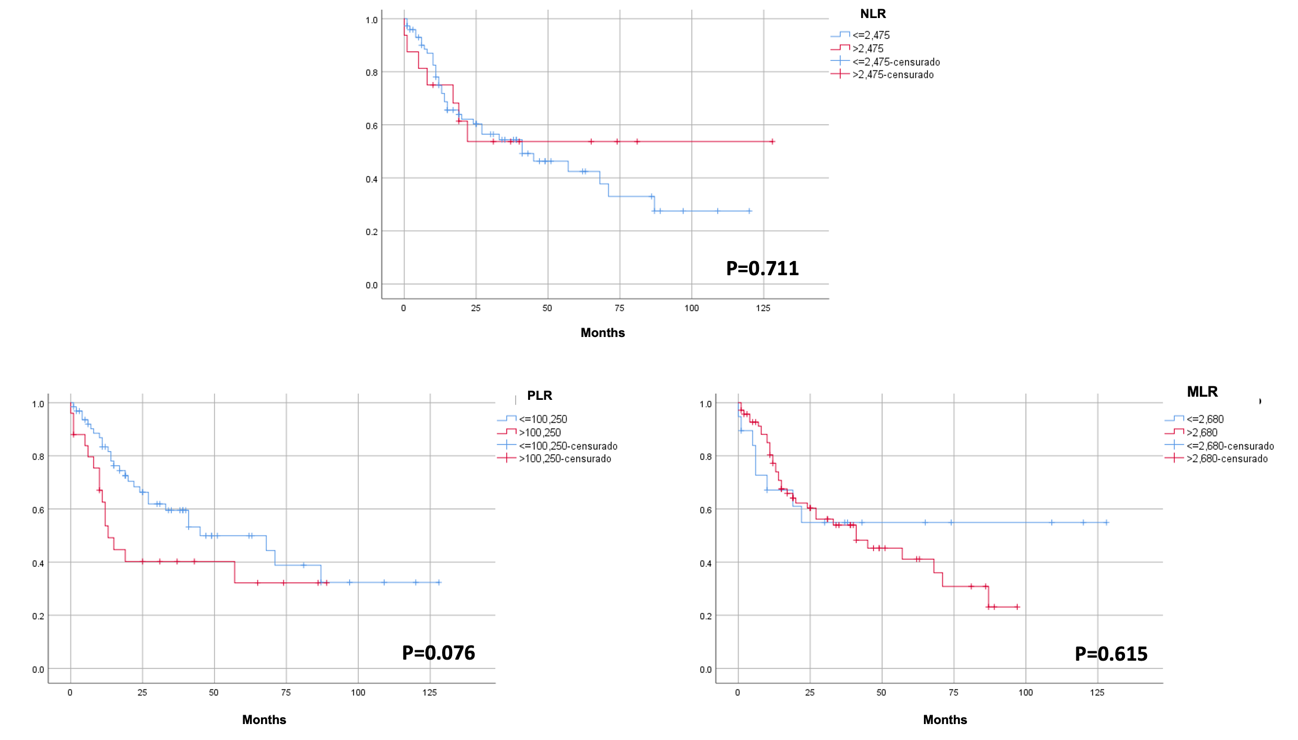 NLR
<=2,475
>2,475
<=2,475-censurado
>2,475-censurado
1.0
0.8
0.6
0.4
0.2
0.0
P=0.711
0 25 50 75 100 125
Months
PLR
<=100,250
>100,250
<=100,250-censurado
>100,250-censurado
1.0
0.8
0.6
0.4
0.2
0.0
P=0.076
0 25 50 75 100 125
Months
MLR
<=2,680
>2,680
<=2,680-censurado
>2,680-censurado
1.0
0.8
0.6
0.4
0.2
0.0
P=0.615
0 25 50 75 100 125
Months